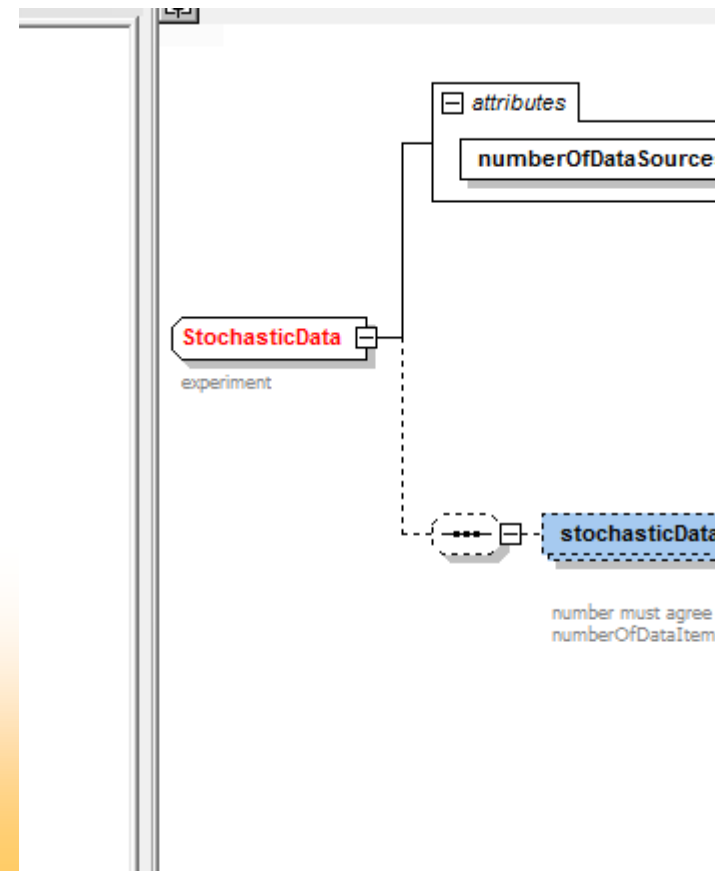 attributes
numberOfDataSource
StochasticData
experiment
stochasticData
number must agree
numberOfDataItem